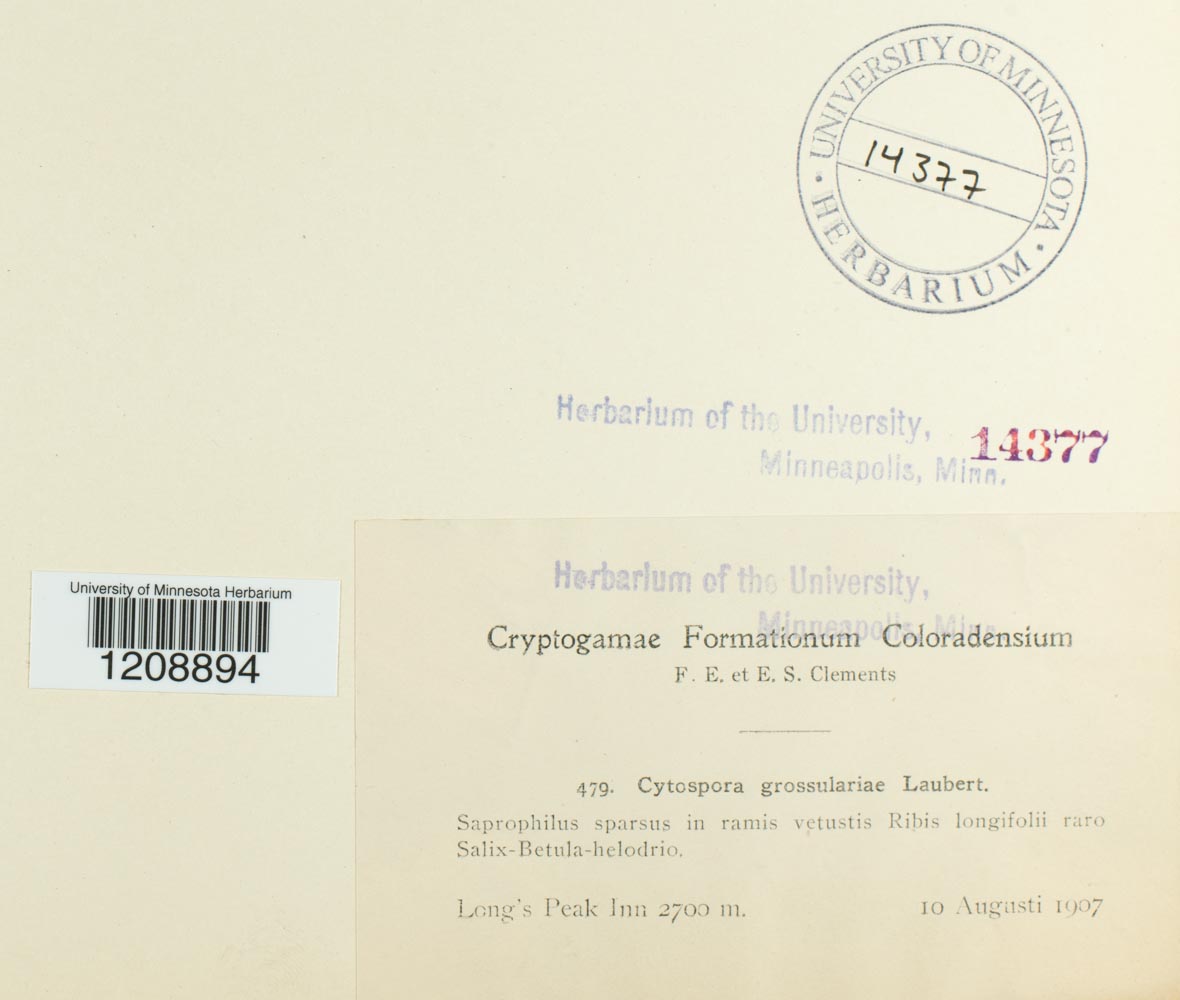 UNIVERSITY OF MINNESOTA
14377
HERBARIUM
Herbarium of the University,
Minneapolis, Minn.
14377
University of Minnesota Herbarium
1208894
Herbarium of the University,
Minneapolis, Minn.
Cryptogamae Formationum Coloradensium
F. E. et E. S. Clements
479. Cytospora grossulariae Laubert.
Saprophilus sparsus in ramis vetustis Ribis longifolii raro
Salix-Betula-helodrio.
Long's Peak Inn 2700 m. 10 Augusti 1907